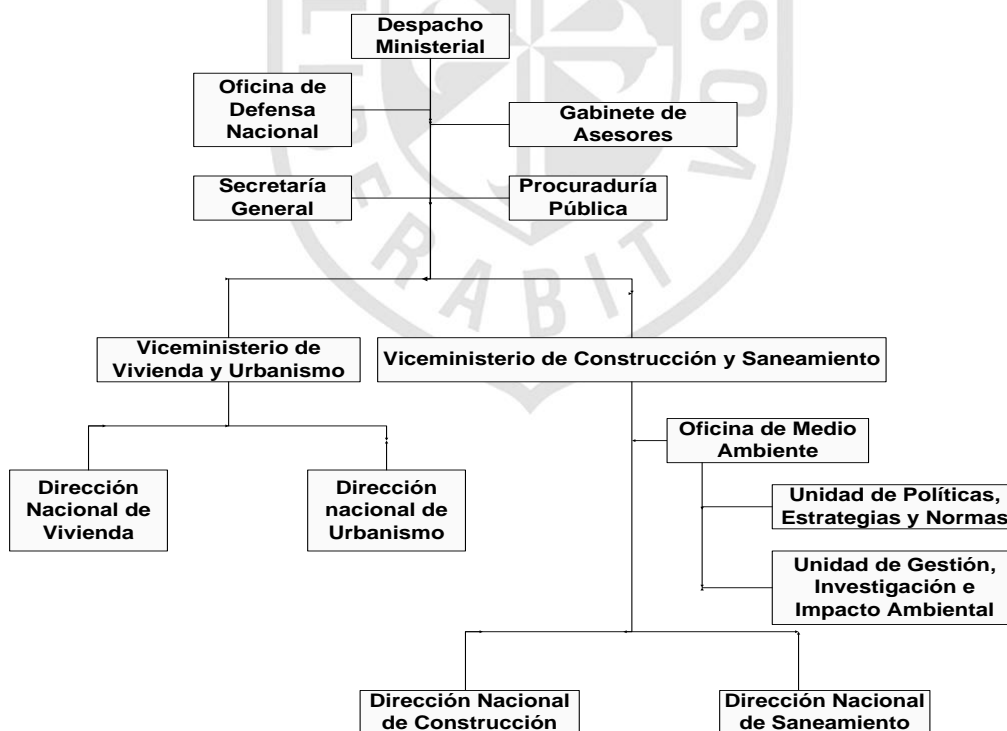 Despacho
Ministerial
Oficina de
Defensa
Nacional
Gabinete de
Asesores
Secretaría
General
Procuraduría
Pública
Viceministerio de
Vivienda y Urbanismo
Viceministerio de Construcción y Saneamiento
Oficina de Medio
Ambiente
Dirección
Nacional de
Vivienda
Dirección
nacional de
Urbanismo
Unidad de Políticas,
Estrategias y Normas
Unidad de Gestión,
Investigación e
Impacto Ambiental
Dirección Nacional
de Construcción
Dirección Nacional
de Saneamiento